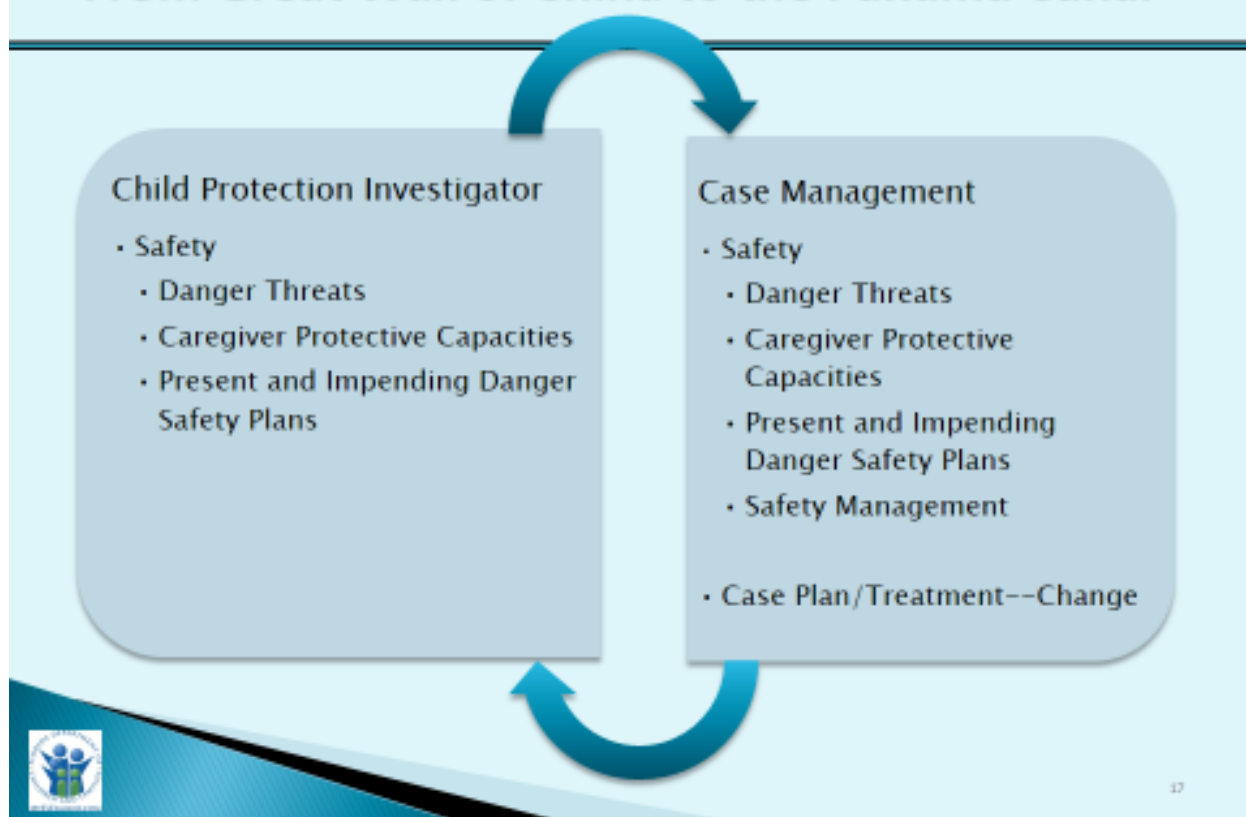 Child Protection Investigator
· Safety
· Danger Threats
· Caregiver Protective Capacities
· Present and Impending Danger
Safety Plans
Case Management
· Safety
· Danger Threats
· Caregiver Protective
Capacities
· Present and Impending
Danger Safety Plans
· Safety Management
· Case Plan/Treatment--Change
17